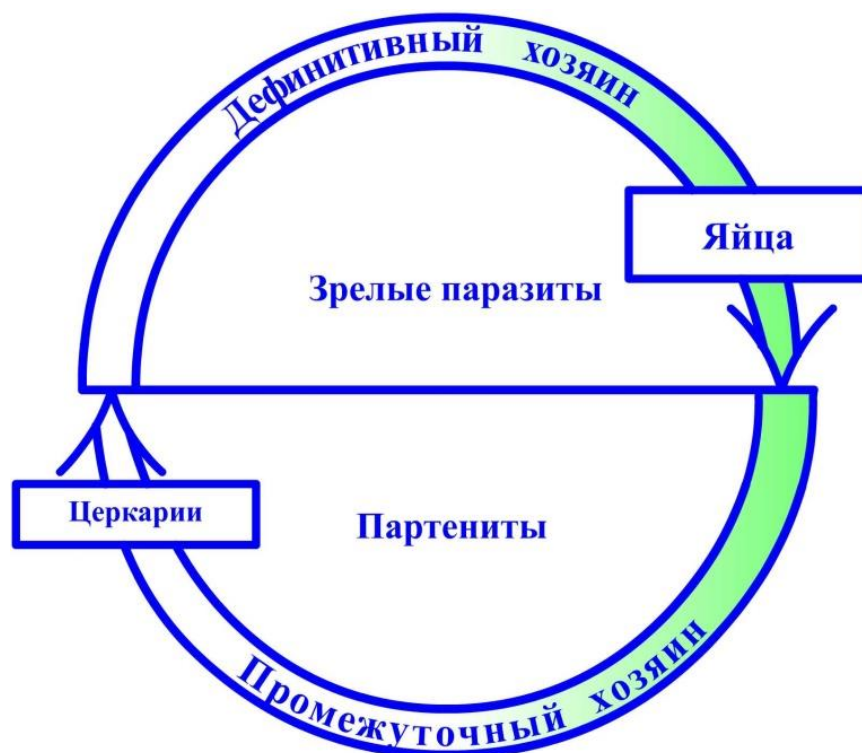 Дефинитивный хозяин
Яйца
Зрелые паразиты
Церкарии
Партениты
Промежуточный хозяин